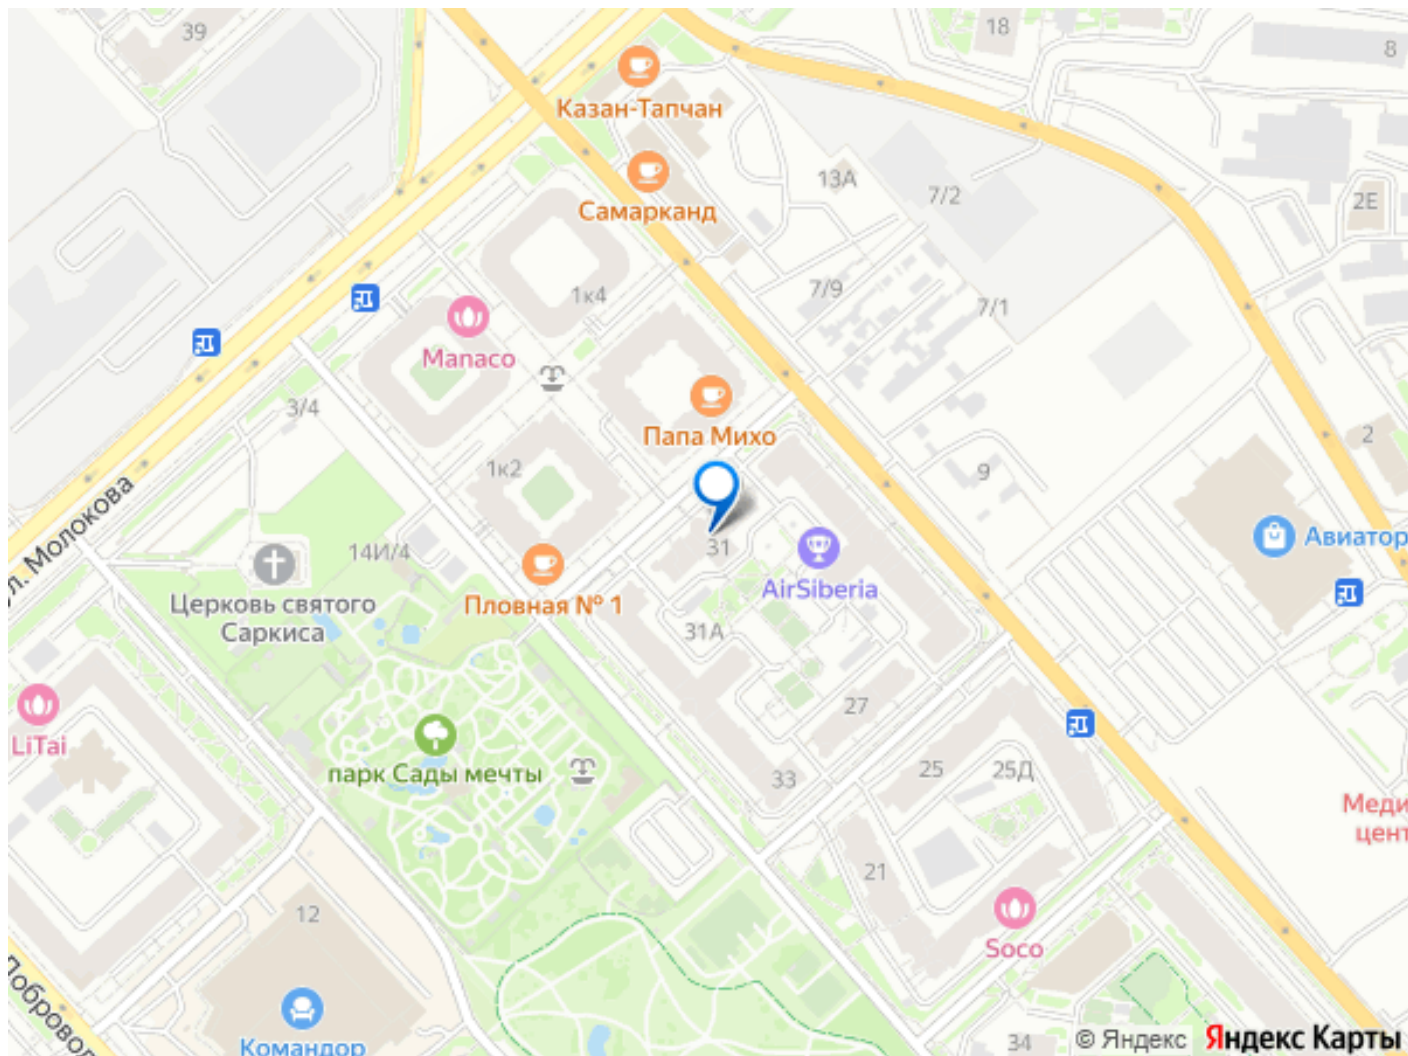 39
18
8
Казан-Тапчан
13А
7/2
2Е
Самарканд
7/9
7/1
1к4
Manaco
3/4
Папа Михо
2
1к2
9
л. Молокова
14И/4
31
Авиатор
AirSiberia
Церковь святого
Саркиса
Пловная № 1
31А
27
LiTai
парк Сады мечты
33
25
25Д
Меди
цент
21
12
Soco
Добровол
Командор
34
© Яндекс
Яндекс Карты